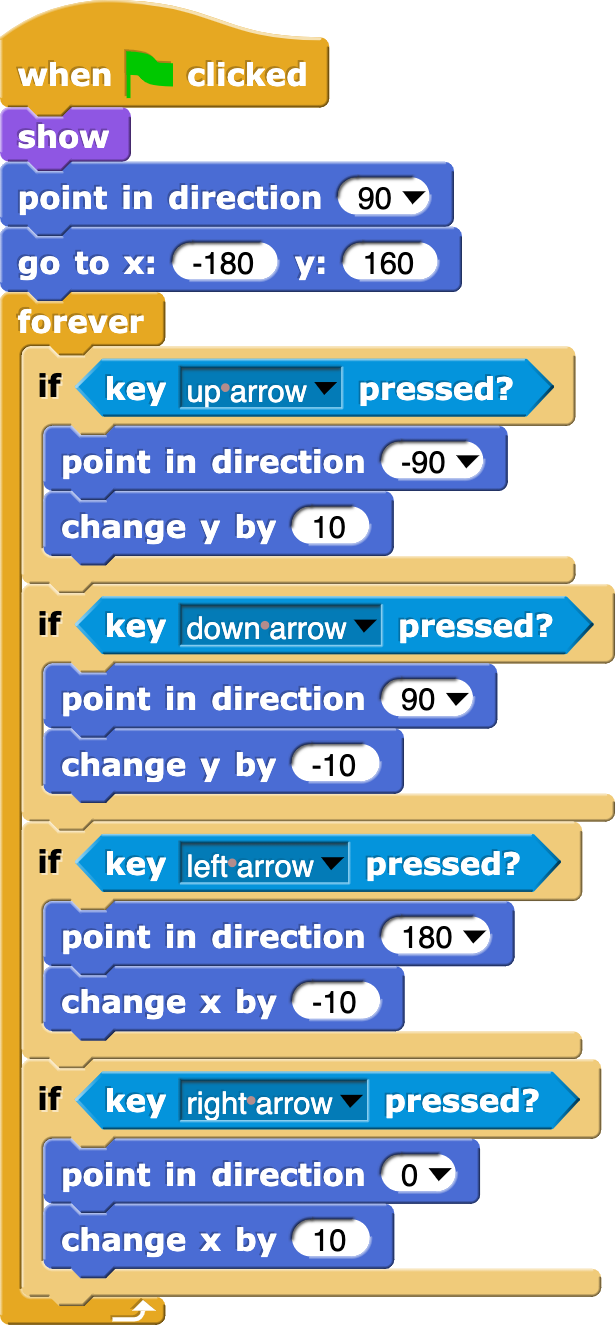 when clicked
show
point in direction 90
go to x: -180 y: 160
forever
if key up arrow pressed?
point in direction -90
change y by 10
if key down arrow pressed?
point in direction 90
change y by -10
if key left arrow pressed?
point in direction 180
change x by -10
if key right arrow pressed?
point in direction 0
change x by 10